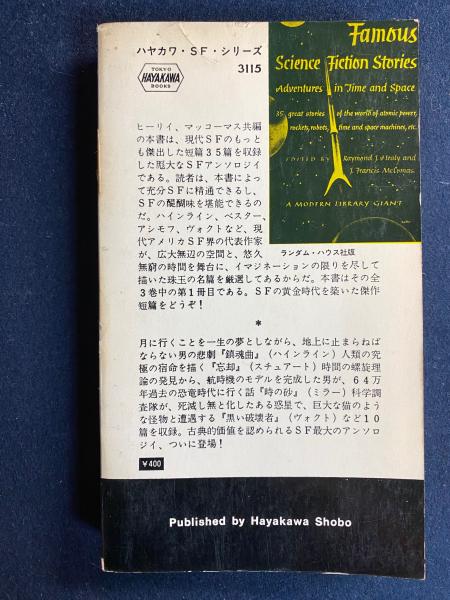 ハヤカワ・SF・シリーズ
TOKYO
HAYAKAWA
BOOKS
3115
Famous
Science Fiction Stories
Adventures in Time and Space
35 great stories of the world of atomic power,
rockets, robots, time and space machines, etc.
EDITED BY Raymond J. Healy and
J. Francis McComas
A MODERN LIBRARY GIANT
ランダム・ハウス社版
ヒーリイ、マッコーマス共編
の本書は、現代SFのもっと
も傑出した短篇35篇を収録
した厖大なSFアンソロジイ
である。読者は、本書によっ
て充分SFに精通できるし、
SFの醍醐味を堪能できるの
だ。ハインライン、ベスター、
アシモフ、ヴォクトなど、現
代アメリカSF界の代表作家
が、広大無辺の空間と、悠久
無窮の時間を舞台に、イマジネーションの限りを尽して
描いた珠玉の名篇を厳選してあるからだ。本書はその全
3巻中の第1冊目である。SFの黄金時代を築いた傑作
短篇をどうぞ!
*
月に行くことを一生の夢としながら、地上に止まらねば
ならない男の悲劇『鎮魂曲』(ハインライン)人類の究
極の宿命を描く『忘却』(スチュアート)時間の螺旋理
論の発見から、航時機のモデルを完成した男が、64万
年過去の恐竜時代に行く話『時の砂』(ミラー)科学調
査隊が、死滅し無と化したある惑星で、巨大な猫のよう
な怪物と遭遇する『黒い破壊者』(ヴォクト)など10
篇を収録。古典的価値を認められるSF最大のアンソロ
ジイ、ついに登場!
¥400
Published by Hayakawa Shobo